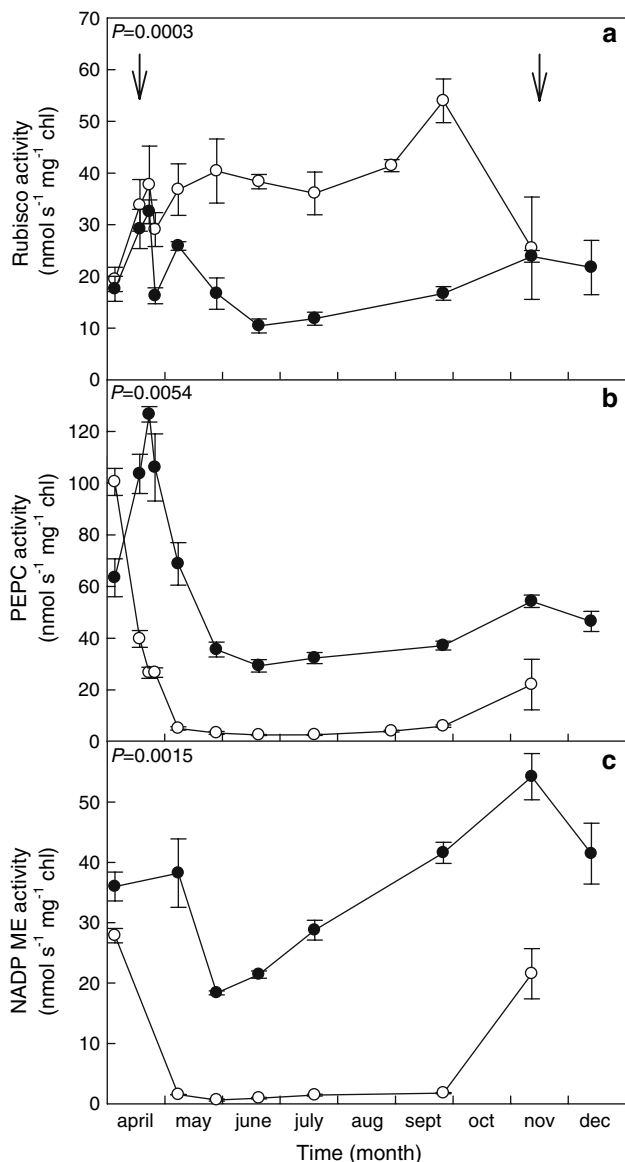 P=0.0003
a
70
60
50
40
30
20
10
0
Rubisco activity
(nmol s-1 mg-1 chl)
P=0.0054
b
120
100
80
60
40
20
0
PEPC activity
(nmol s-1 mg-1 chl)
P=0.0015
c
50
40
30
20
10
0
NADP ME activity
(nmol s-1 mg-1 chl)
april may june july aug sept oct nov dec
Time (month)